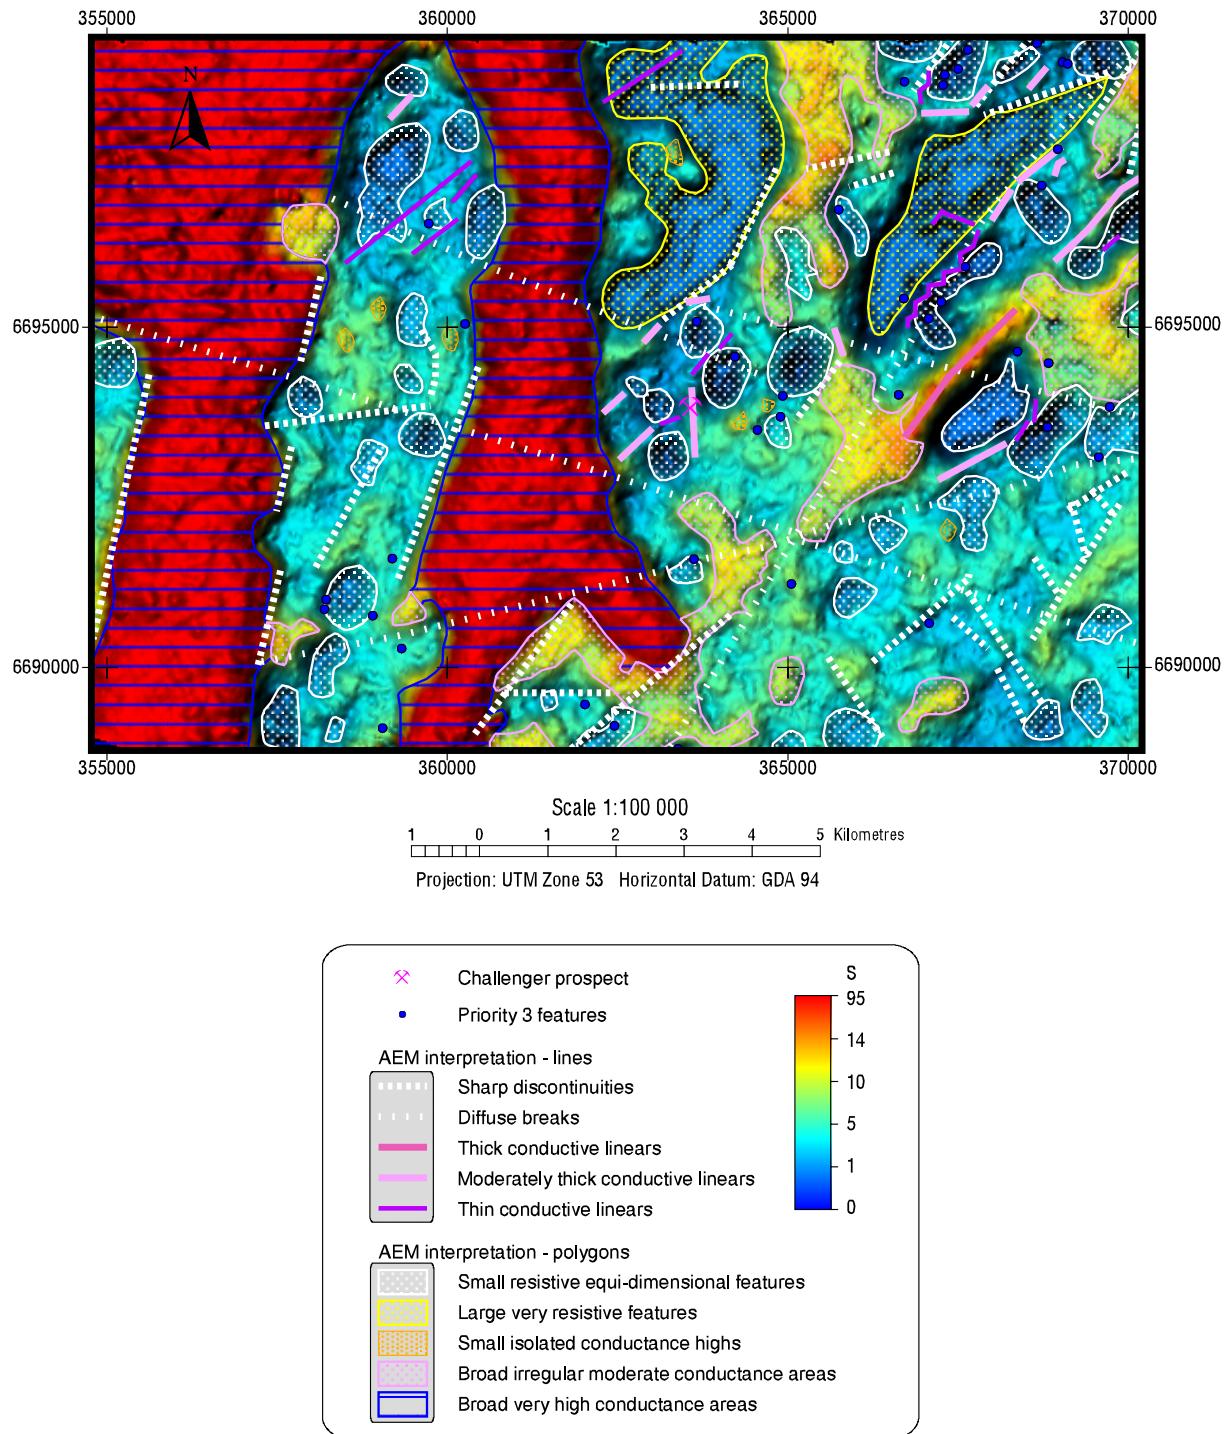 355000 360000 365000 370000
N
6695000 6695000
6690000 6690000
355000 360000 365000 370000
Scale 1:100 000
1 0 1 2 3 4 5 Kilometres
Projection: UTM Zone 53 Horizontal Datum: GDA 94
Challenger prospect
Priority 3 features
AEM interpretation - lines
Sharp discontinuities
Diffuse breaks
Thick conductive linears
Moderately thick conductive linears
Thin conductive linears
S
95
14
10
5
1
0
AEM interpretation - polygons
Small resistive equi-dimensional features
Large very resistive features
Small isolated conductance highs
Broad irregular moderate conductance areas
Broad very high conductance areas